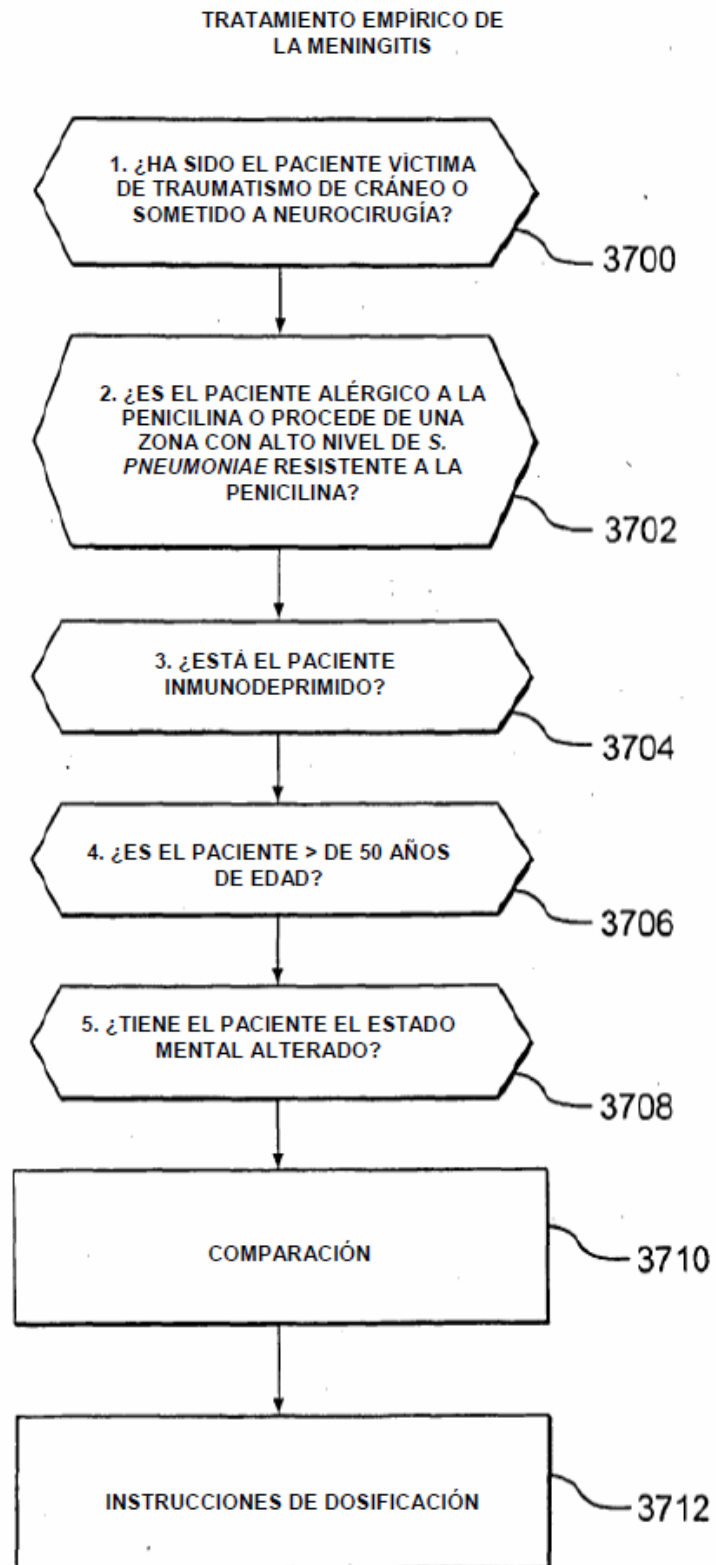 TRATAMIENTO EMPÍRICO DE
LA MENINGITIS
1. ¿HA SIDO EL PACIENTE VÍCTIMA
DE TRAUMATISMO DE CRÁNEO O
SOMETIDO A NEUROCIRUGÍA?
3700
2. ¿ES EL PACIENTE ALÉRGICO A LA
PENICILINA O PROCEDE DE UNA
ZONA CON ALTO NIVEL DE S.
PNEUMONIAE RESISTENTE A LA
PENICILINA?
3702
3. ¿ESTÁ EL PACIENTE
INMUNODEPRIMIDO?
3704
4. ¿ES EL PACIENTE > DE 50 AÑOS
DE EDAD?
3706
5. ¿TIENE EL PACIENTE EL ESTADO
MENTAL ALTERADO?
3708
COMPARACIÓN
3710
INSTRUCCIONES DE DOSIFICACIÓN
3712